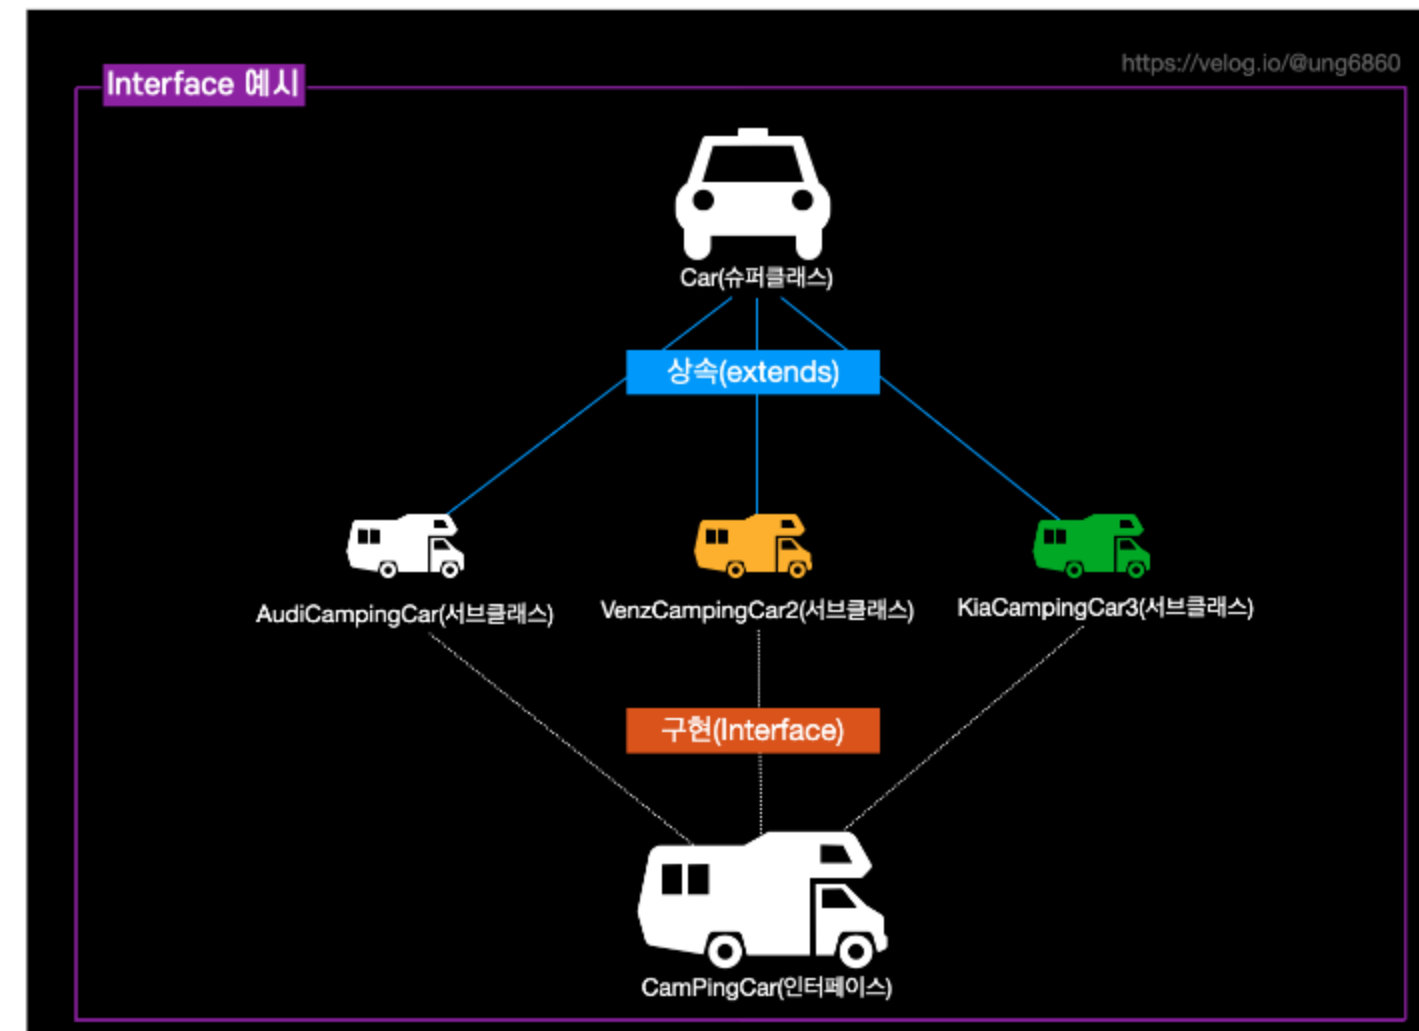 https://velog.io/@ung6860
Interface 예시
Car(슈퍼클래스)
상속(extends)
AudiCampingCar(서브클래스)
VenzCampingCar2(서브클래스)
KiaCampingCar3(서브클래스)
구현(Interface)
CamPingCar(인터페이스)